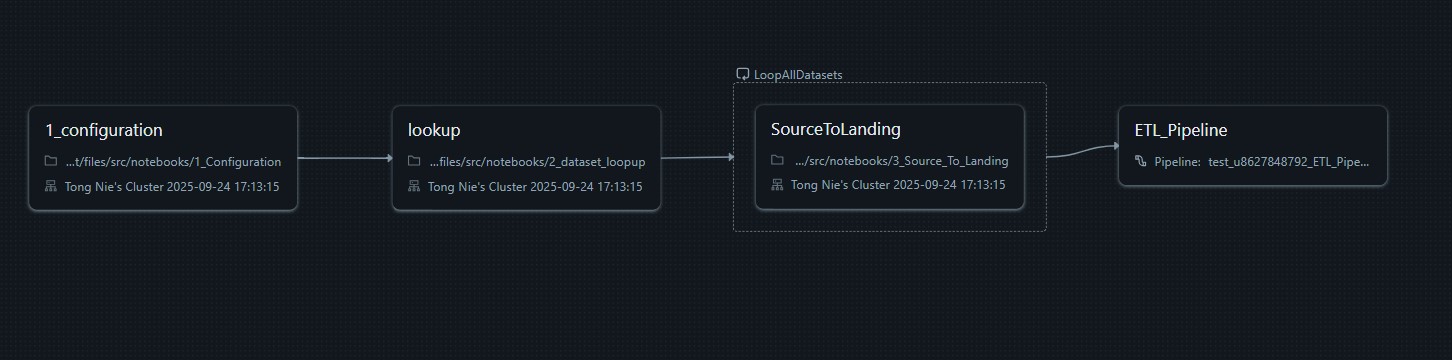 1_configuration
...t/files/src/notebooks/1_Configuration
Tong Nie's Cluster 2025-09-24 17:13:15
lookup
...files/src/notebooks/2_dataset_loopup
Tong Nie's Cluster 2025-09-24 17:13:15
LoopAllDatasets
SourceToLanding
.../src/notebooks/3_Source_To_Landing
Tong Nie's Cluster 2025-09-24 17:13:15
ETL_Pipeline
Pipeline: test_u8627848792_ETL_Pipe...